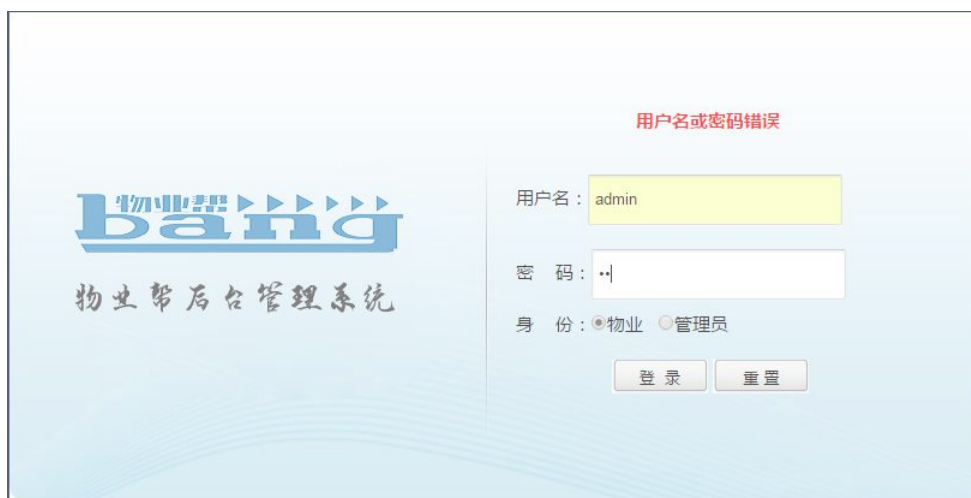 物业帮
bang
物业帮后台管理系统
用户名或密码错误
用户名：admin
密 码：••
身 份：物业 管理员
登 录 重 置